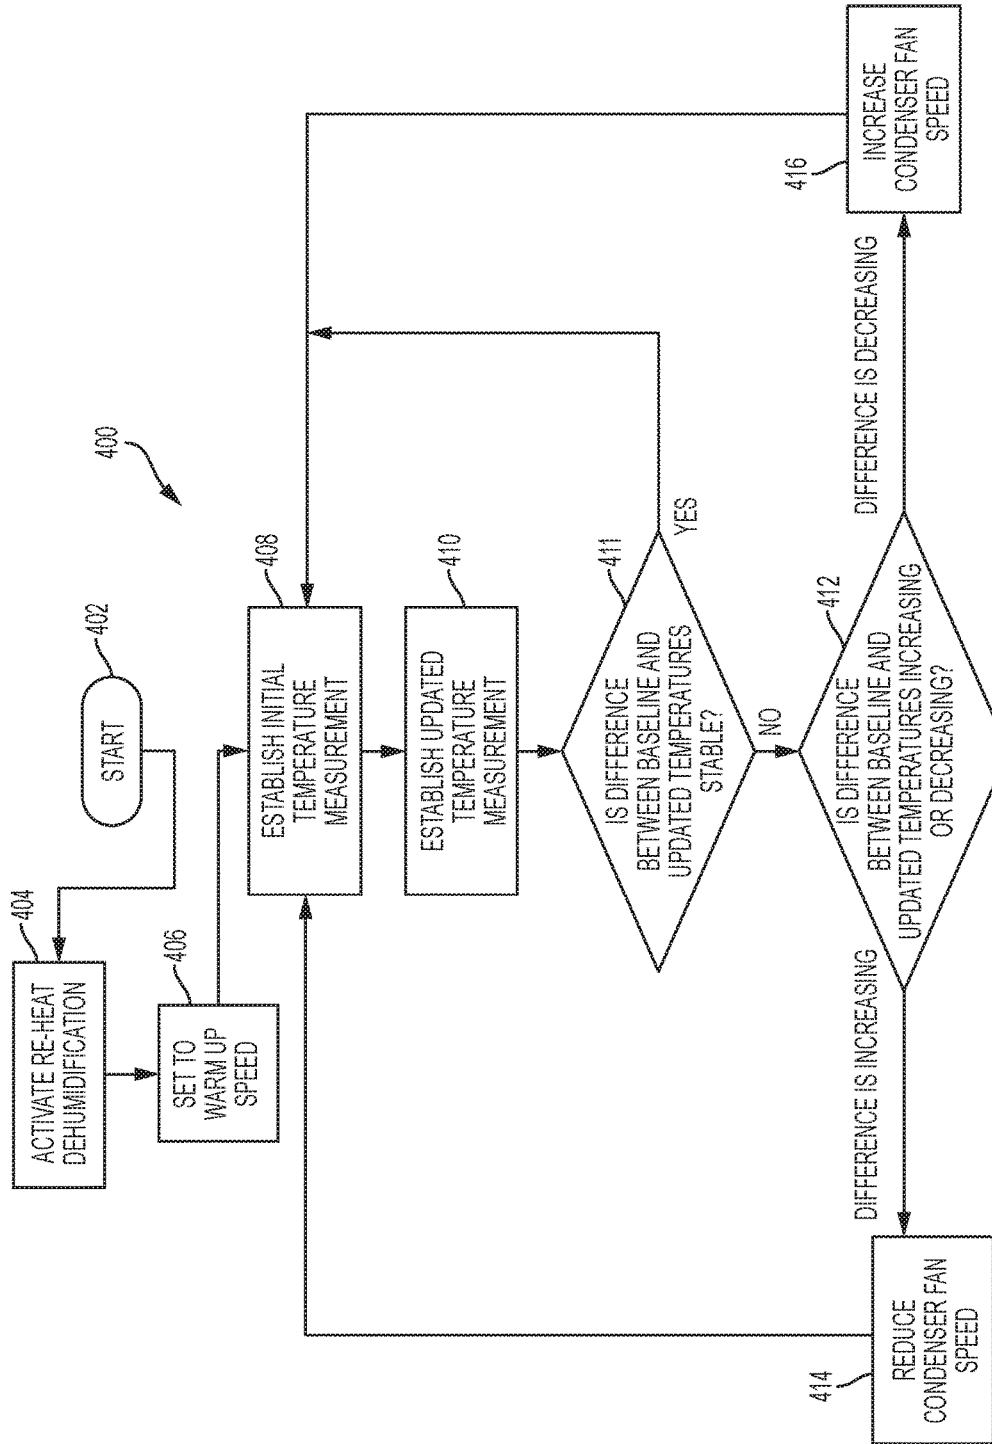 400
402
START
404
ACTIVATE RE-HEAT
DEHUMIDIFICATION
406
SET TO
WARM UP
SPEED
408
ESTABLISH INITIAL
TEMPERATURE
MEASUREMENT
410
ESTABLISH UPDATED
TEMPERATURE
MEASUREMENT
411
IS DIFFERENCE
BETWEEN BASELINE AND
UPDATED TEMPERATURES
STABLE?
YES
NO
412
IS DIFFERENCE
BETWEEN BASELINE AND
UPDATED TEMPERATURES INCREASING
OR DECREASING?
DIFFERENCE IS INCREASING
DIFFERENCE IS DECREASING
414
REDUCE
CONDENSER FAN
SPEED
416
INCREASE
CONDENSER FAN
SPEED